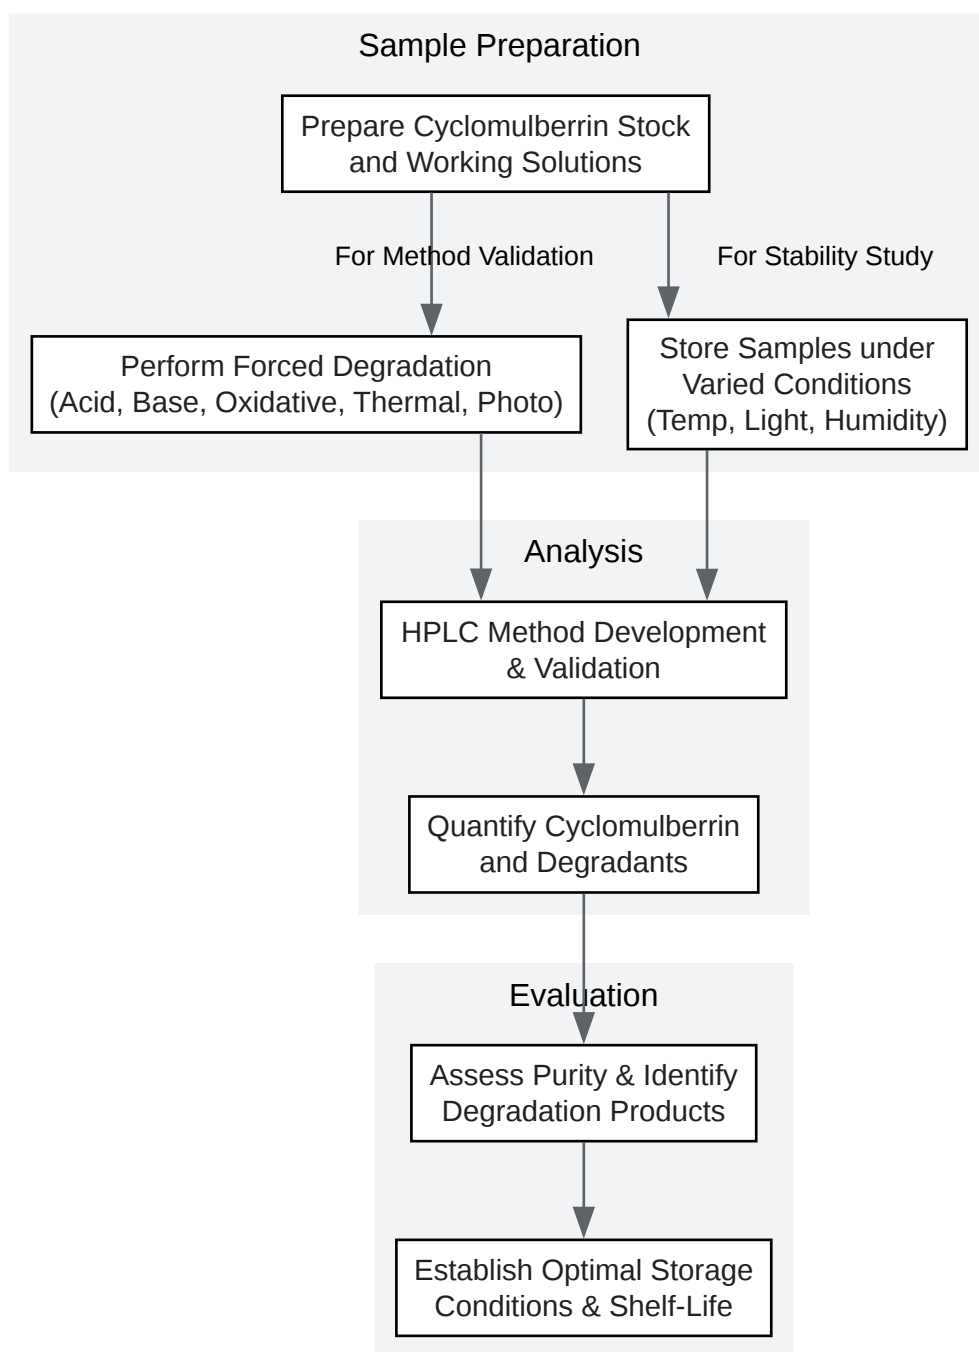 Sample Preparation
Prepare Cyclomulberrin Stock
and Working Solutions
For Method Validation
For Stability Study
Perform Forced Degradation
(Acid, Base, Oxidative, Thermal, Photo)
Store Samples under
Varied Conditions
(Temp, Light, Humidity)
Analysis
HPLC Method Development
& Validation
Quantify Cyclomulberrin
and Degradants
Evaluation
Assess Purity & Identify
Degradation Products
Establish Optimal Storage
Conditions & Shelf-Life